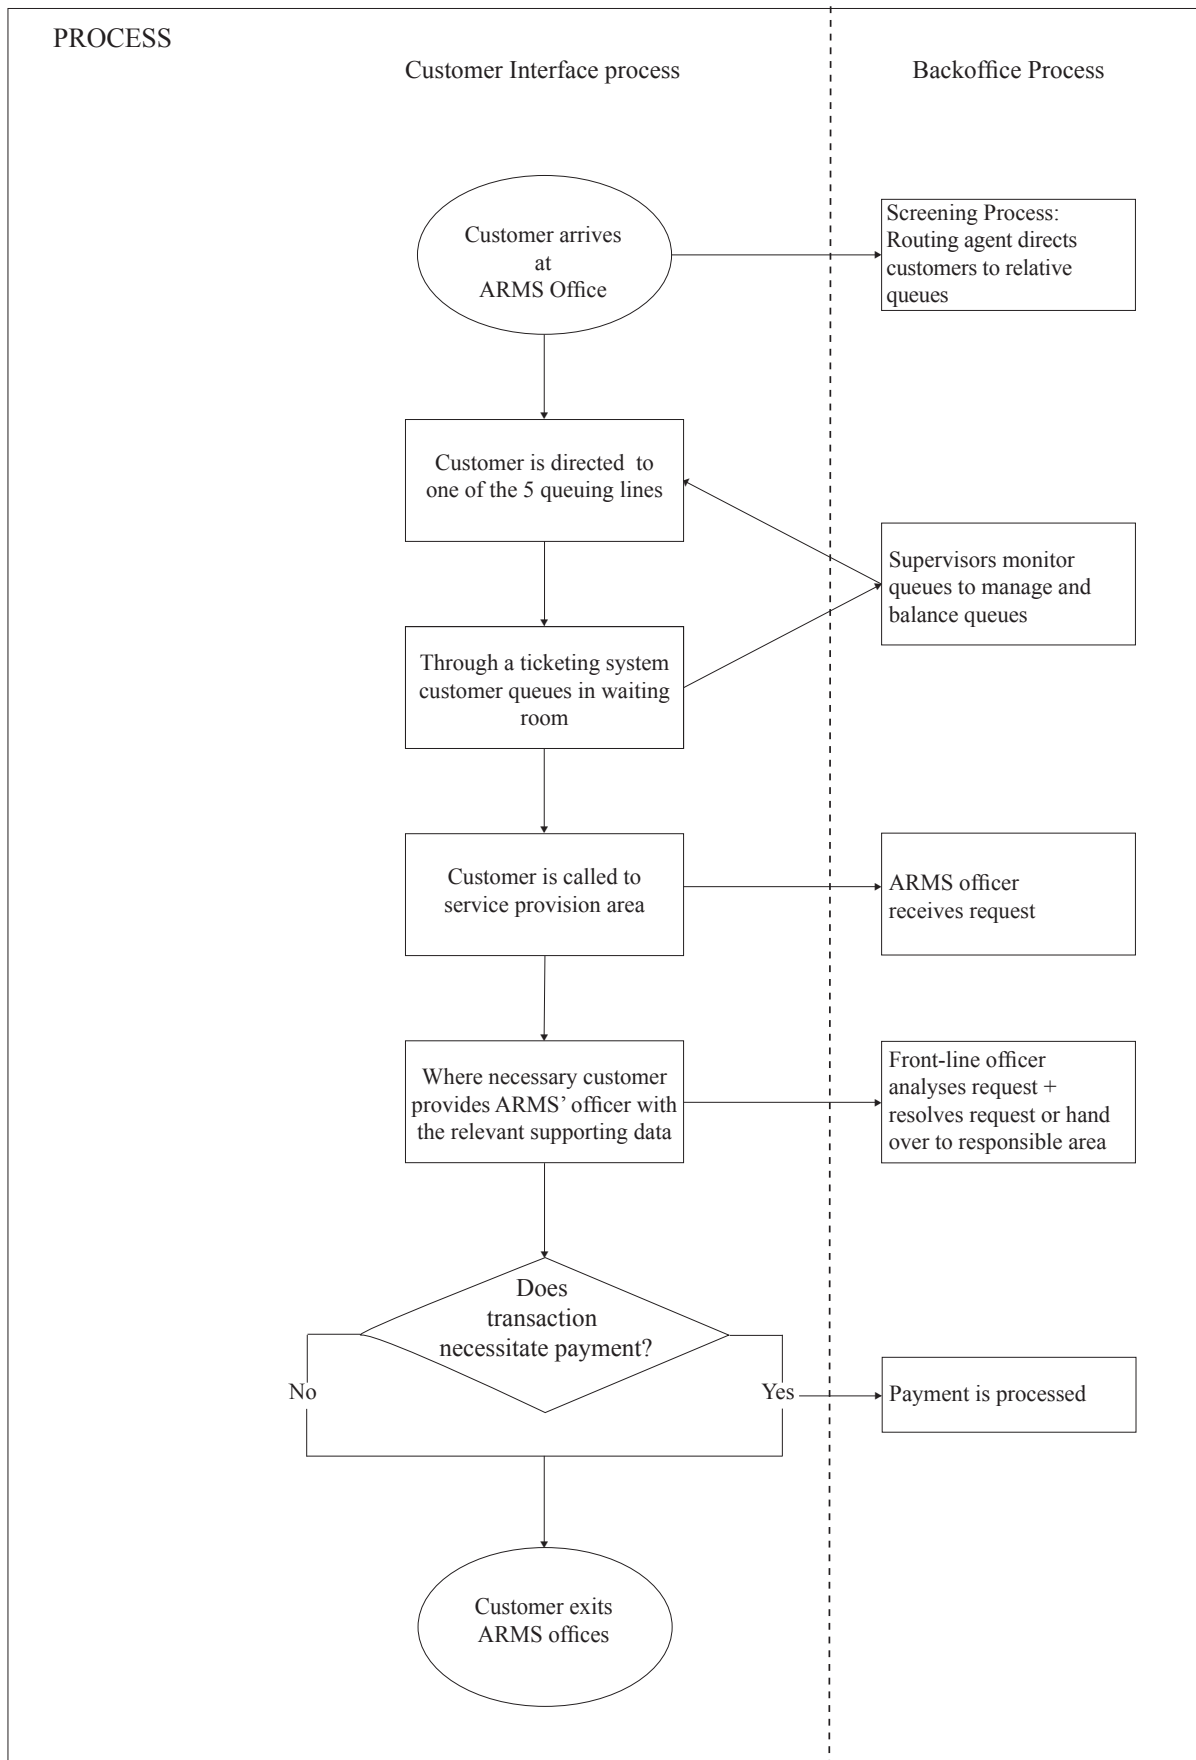 PROCESS
Customer Interface process
Backoffice Process
Customer arrives
at
ARMS Office
Screening Process:
Routing agent directs
customers to relative
queues
Customer is directed to
one of the 5 queuing lines
Supervisors monitor
queues to manage and
balance queues
Through a ticketing system
customer queues in waiting
room
Customer is called to
service provision area
ARMS officer
receives request
Where necessary customer
provides ARMS’ officer with
the relevant supporting data
Front-line officer
analyses request +
resolves request or hand
over to responsible area
Does
transaction
necessitate payment?
No
Yes
Payment is processed
Customer exits
ARMS offices